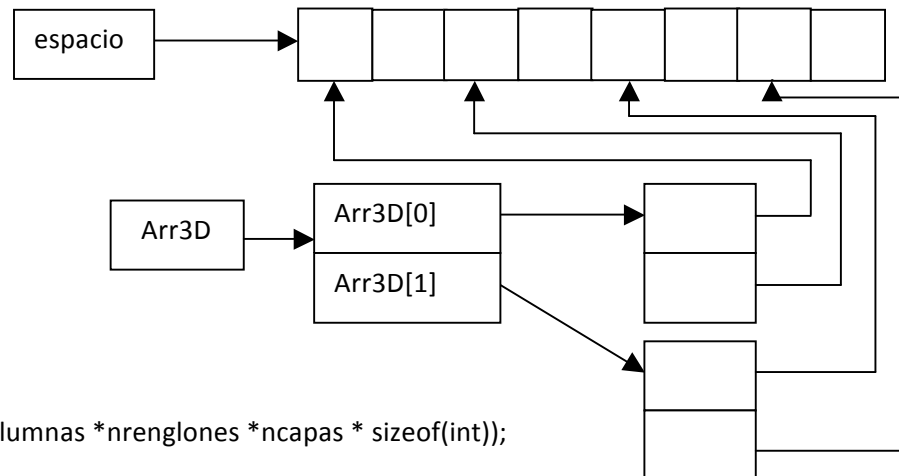 espacio
Arr3D
Arr3D[0]
Arr3D[1]
lumnas *nrenglones *ncapas * sizeof(int));